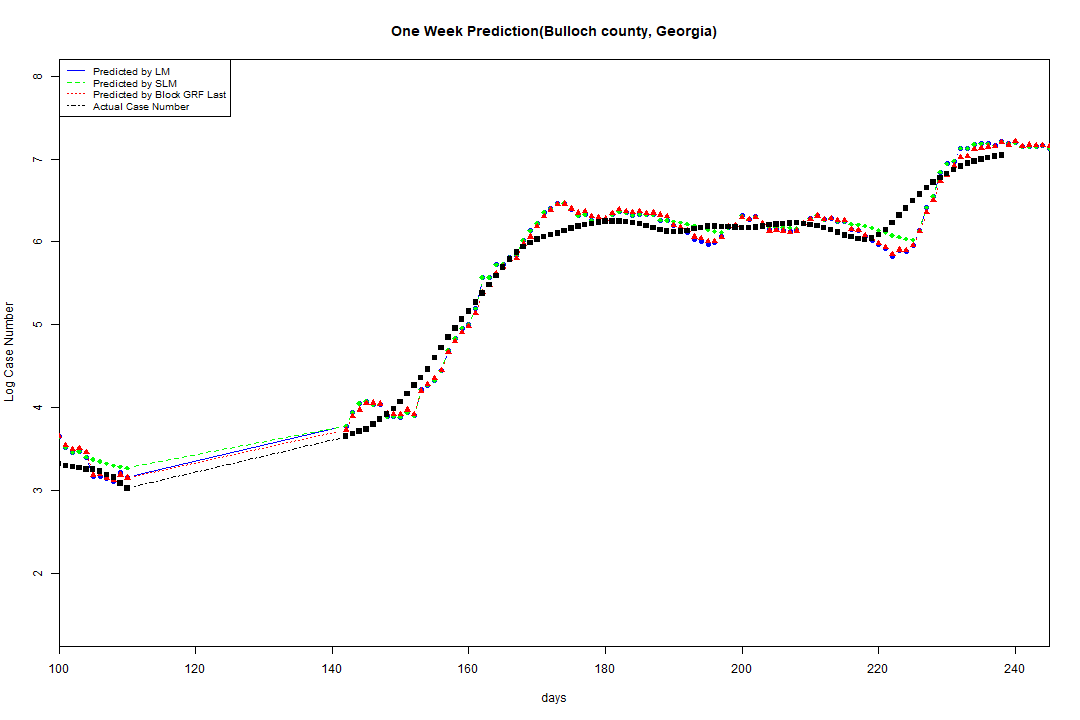 One Week Prediction(Bulloch county, Georgia)
Predicted by LM
Predicted by SLM
Predicted by Block GRF Last
Actual Case Number
8
7
6
5
4
3
2
Log Case Number
100 120 140 160 180 200 220 240
days